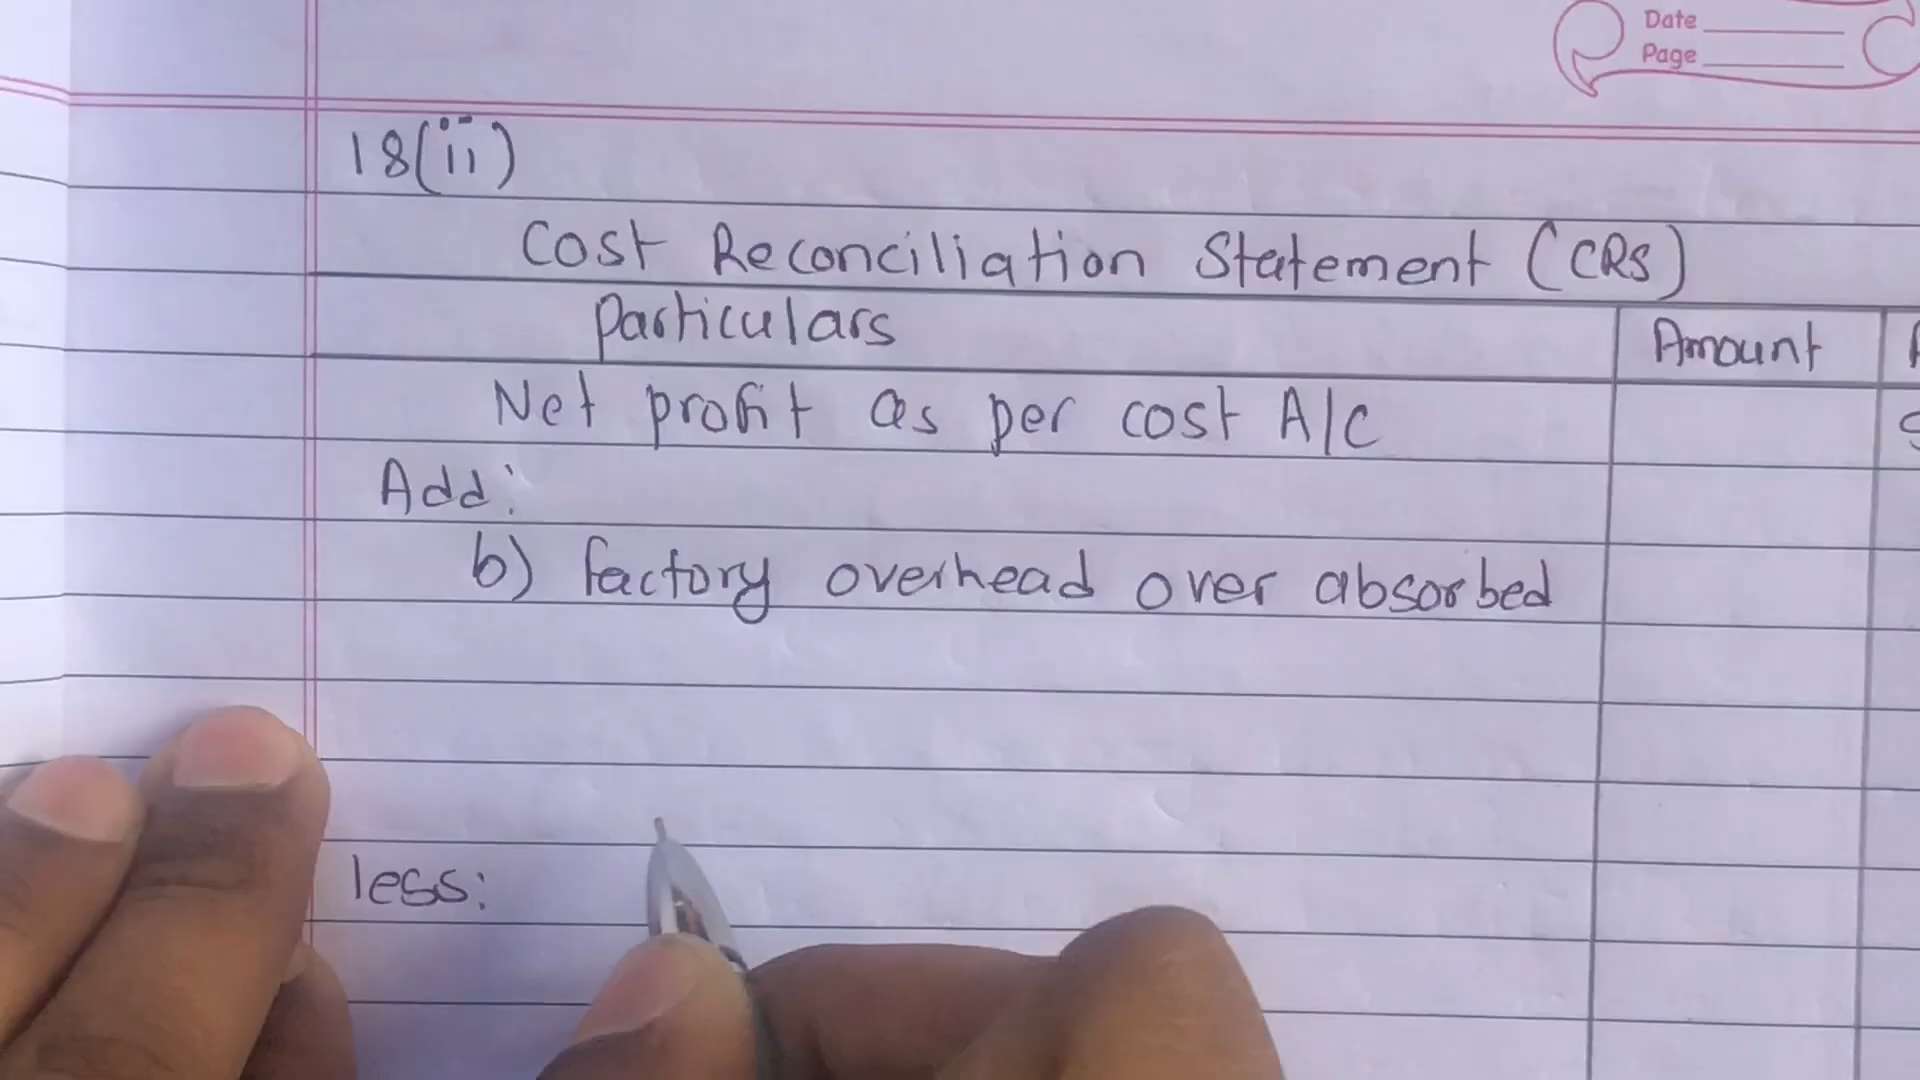 Date
Page
18(ii)
Cost Reconciliation Statement (CRS)
Particulars Amount
Net profit as per cost A/C
Add:
b) factory overhead over absorbed
less: